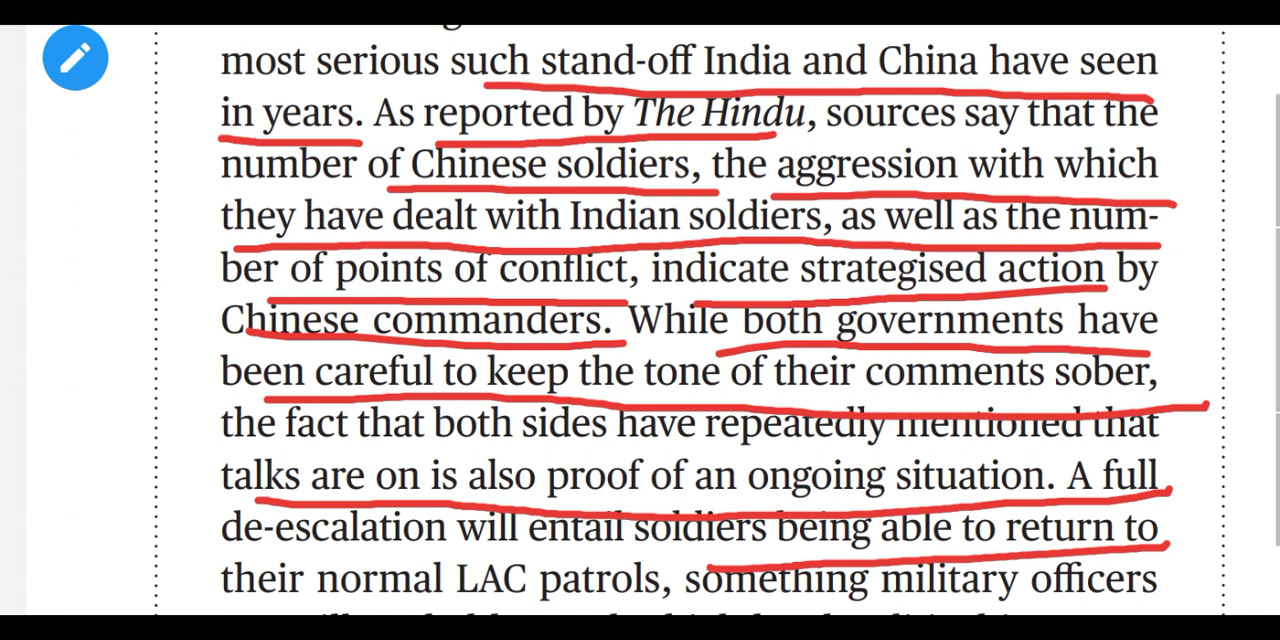 most serious such stand-off India and China have seen
in years. As reported by The Hindu, sources say that the
number of Chinese soldiers, the aggression with which
they have dealt with Indian soldiers, as well as the num-
ber of points of conflict, indicate strategised action by
Chinese commanders. While both governments have
been careful to keep the tone of their comments sober,
the fact that both sides have repeatedly mentioned that
talks are on is also proof of an ongoing situation. A full
de-escalation will entail soldiers being able to return to
their normal LAC patrols, something military officers